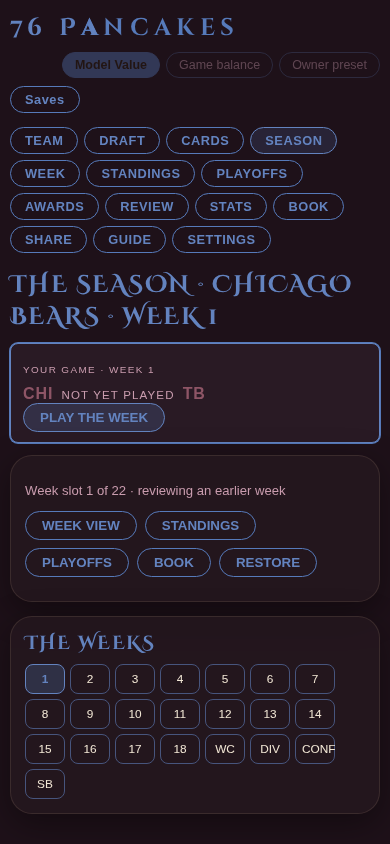 76 PANCAKES
Model Value Game balance Owner preset
Saves
TEAM DRAFT CARDS SEASON
WEEK STANDINGS PLAYOFFS
AWARDS REVIEW STATS BOOK
SHARE GUIDE SETTINGS
THE SEASON · CHICAGO
BEARS · WEEK 1
YOUR GAME · WEEK 1
CHI NOT YET PLAYED TB
PLAY THE WEEK
Week slot 1 of 22 · reviewing an earlier week
WEEK VIEW STANDINGS
PLAYOFFS BOOK RESTORE
THE WEEKS
1 2 3 4 5 6 7
8 9 10 11 12 13 14
15 16 17 18 WC DIV CONF
SB